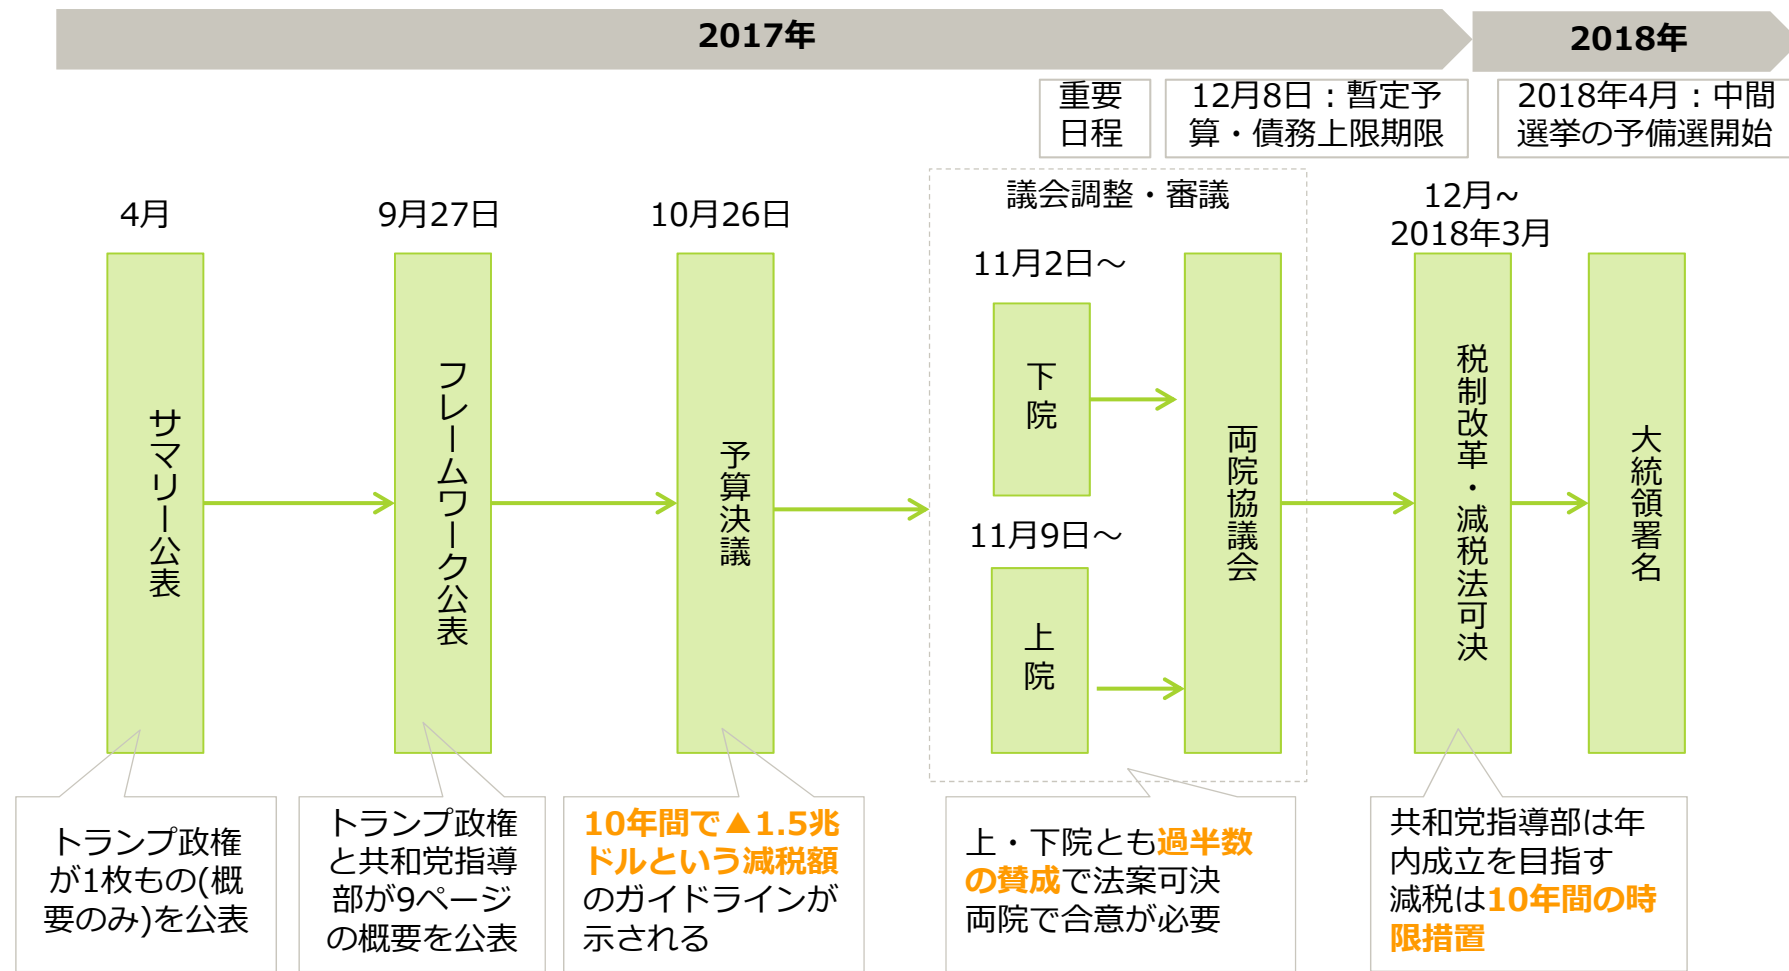 2017年
2018年
重要
日程
12月8日：暫定予
算・債務上限期限
2018年4月：中間
選挙の予備選開始
4月
9月27日
10月26日
議会調整・審議
12月~
2018年3月
11月2日～
11月9日～
サマリー公表
フレームワーク公表
予算決議
下院
上院
両院協議会
税制改革・減税法可決
大統領署名
トランプ政権
が1枚もの(概
要のみ)を公表
トランプ政権
と共和党指導
部が9ページ
の概要を公表
10年間で▲1.5兆
ドルという減税額
のガイドラインが
示される
上・下院とも過半数
の賛成で法案可決
両院で合意が必要
共和党指導部は年
内成立を目指す
減税は10年間の時
限措置